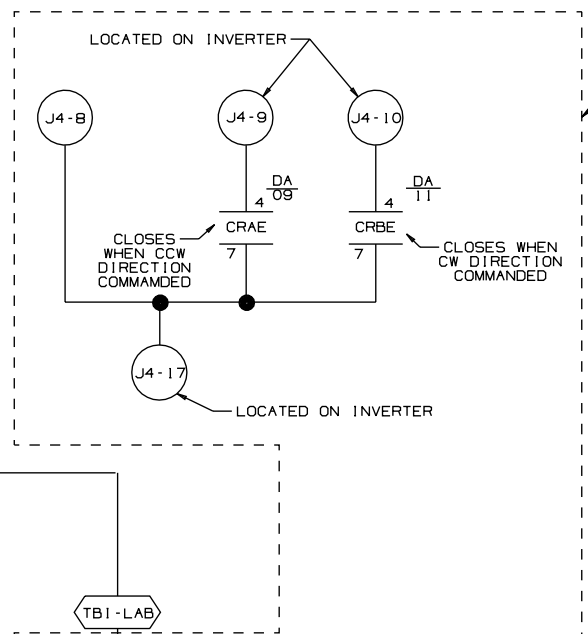 LOCATED ON INVERTER
J4-8
J4-9
J4-10
DA
09
DA
11
4
CRAE
7
4
CRBE
7
CLOSES
WHEN CCW
DIRECTION
COMMAMDED
CLOSES WHEN
CW DIRECTION
COMMANDED
J4-17
LOCATED ON INVERTER
TB1-LAB